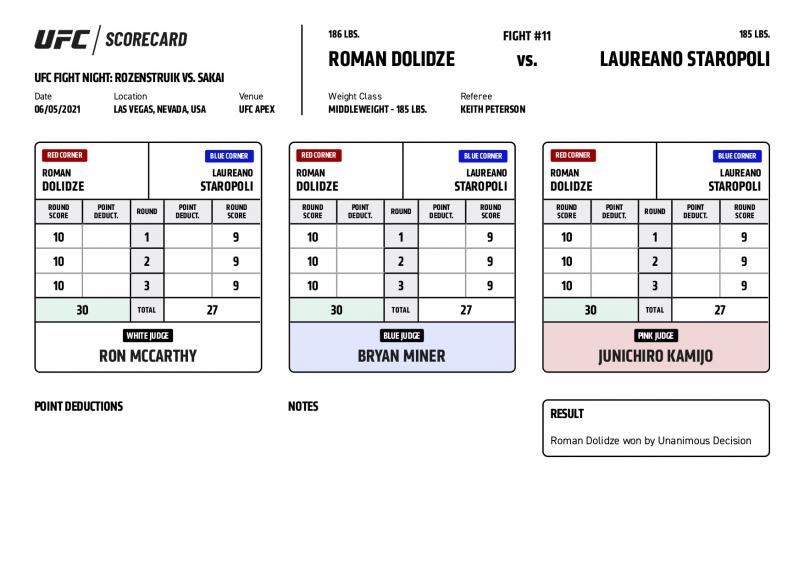 UFC / SCORECARD
UFC FIGHT NIGHT: ROZENSTRUIK VS. SAKAI
Date Location Venue
06/05/2021 LAS VEGAS, NEVADA, USA UFC APEX
186 LBS. FIGHT #11 185 LBS.
ROMAN DOLIDZE VS. LAUREANO STAROPOLI
Weight Class Referee
MIDDLEWEIGHT - 185 LBS. KEITH PETERSON
RED CORNER BLUE CORNER
ROMAN LAUREANO
DOLIDZE STAROPOLI
ROUND POINT ROUND POINT ROUND
SCORE DEDUCT. DEDUCT. SCORE
10 1 9
10 2 9
10 3 9
30 TOTAL 27
WHITE JUDGE
RON MCCARTHY
RED CORNER BLUE CORNER
ROMAN LAUREANO
DOLIDZE STAROPOLI
ROUND POINT ROUND POINT ROUND
SCORE DEDUCT. DEDUCT. SCORE
10 1 9
10 2 9
10 3 9
30 TOTAL 27
BLUE JUDGE
BRYAN MINER
RED CORNER BLUE CORNER
ROMAN LAUREANO
DOLIDZE STAROPOLI
ROUND POINT ROUND POINT ROUND
SCORE DEDUCT. DEDUCT. SCORE
10 1 9
10 2 9
10 3 9
30 TOTAL 27
PINK JUDGE
JUNICHIRO KAMIJO
POINT DEDUCTIONS
NOTES
RESULT
Roman Dolidze won by Unanimous Decision